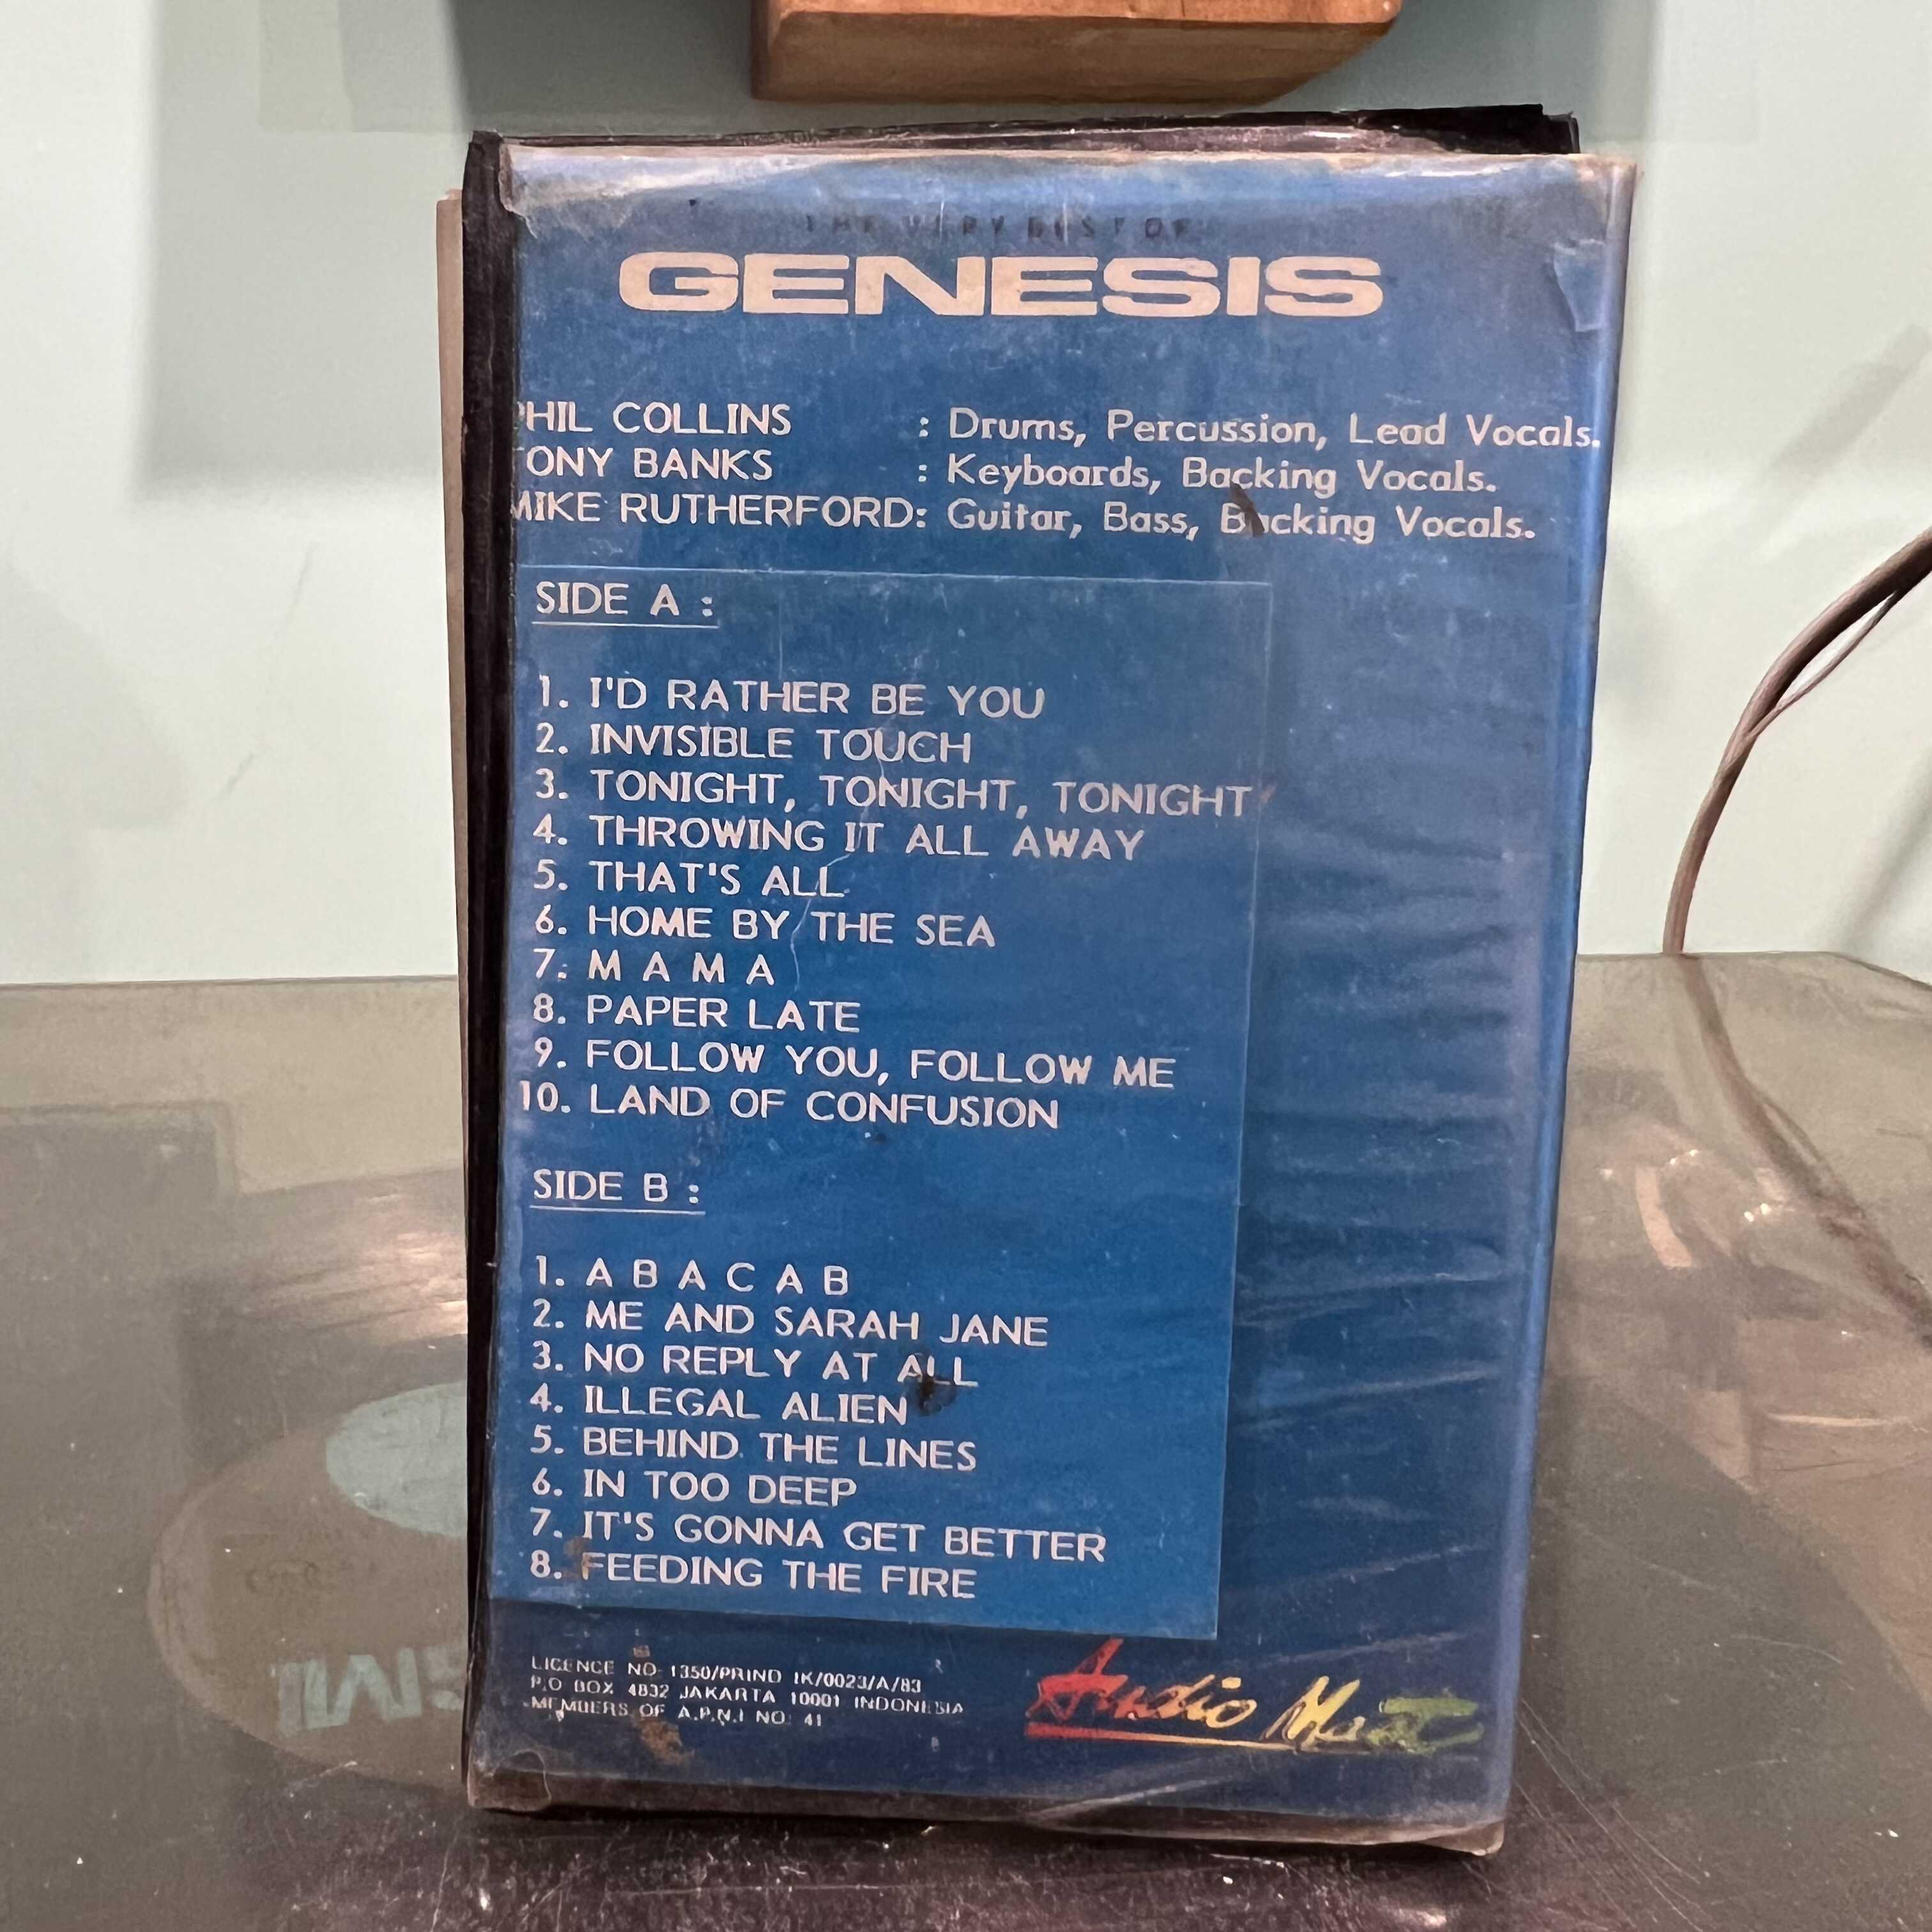 THE VERY BEST OF
GENESIS
PHIL COLLINS : Drums, Percussion, Lead Vocals.
TONY BANKS : Keyboards, Backing Vocals.
MIKE RUTHERFORD: Guitar, Bass, Backing Vocals.
SIDE A :
1. I'D RATHER BE YOU
2. INVISIBLE TOUCH
3. TONIGHT, TONIGHT, TONIGHT
4. THROWING IT ALL AWAY
5. THAT'S ALL
6. HOME BY THE SEA
7. M A M A
8. PAPER LATE
9. FOLLOW YOU, FOLLOW ME
10. LAND OF CONFUSION
SIDE B :
1. A B A C A B
2. ME AND SARAH JANE
3. NO REPLY AT ALL
4. ILLEGAL ALIEN
5. BEHIND THE LINES
6. IN TOO DEEP
7. IT'S GONNA GET BETTER
8. FEEDING THE FIRE
LICENCE NO: 1350/PRIND IK/0023/A/83
P.O BOX 4832 JAKARTA 10001 INDONESIA
MEMBERS OF A.P.N.I NO: 41
Audio